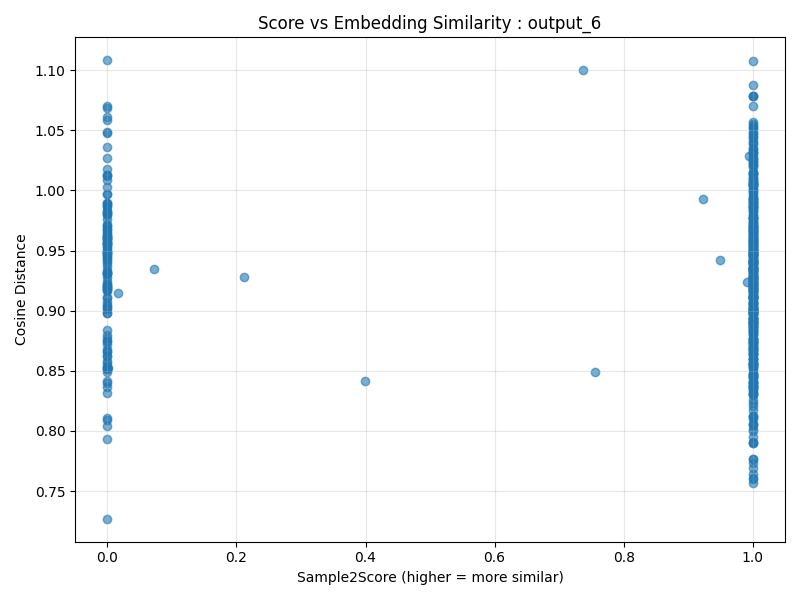 Score vs Embedding Similarity : output_6
1.10
1.05
1.00
0.95
0.90
0.85
0.80
0.75
Cosine Distance
0.0 0.2 0.4 0.6 0.8 1.0
Sample2Score (higher = more similar)